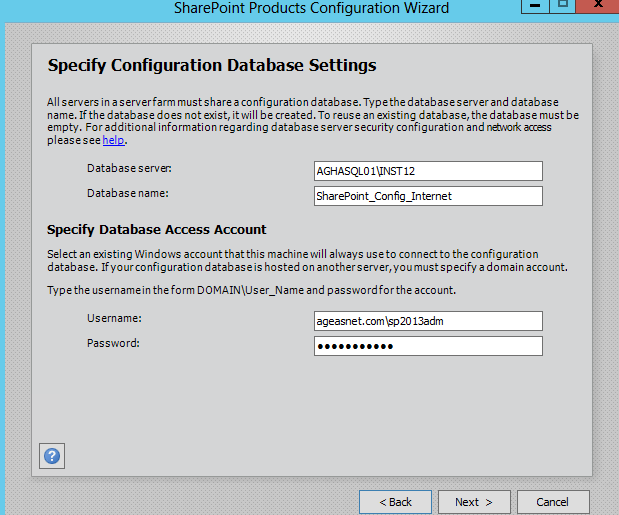 SharePoint Products Configuration Wizard
Specify Configuration Database Settings
All servers in a server farm must share a configuration database. Type the database server and database
name. If the database does not exist, it will be created. To reuse an existing database, the database must be
empty. For additional information regarding database server security configuration and network access
please see help.
Database server:
AGHASQL01\INST12
Database name:
SharePoint_Config_Internet
Specify Database Access Account
Select an existing Windows account that this machine will always use to connect to the configuration
database. If your configuration database is hosted on another server, you must specify a domain account.
Type the username in the form DOMAIN\User_Name and password for the account.
Username:
ageasnet.com\sp2013adm
Password:
●●●●●●●●●●●
?
< Back
Next >
Cancel